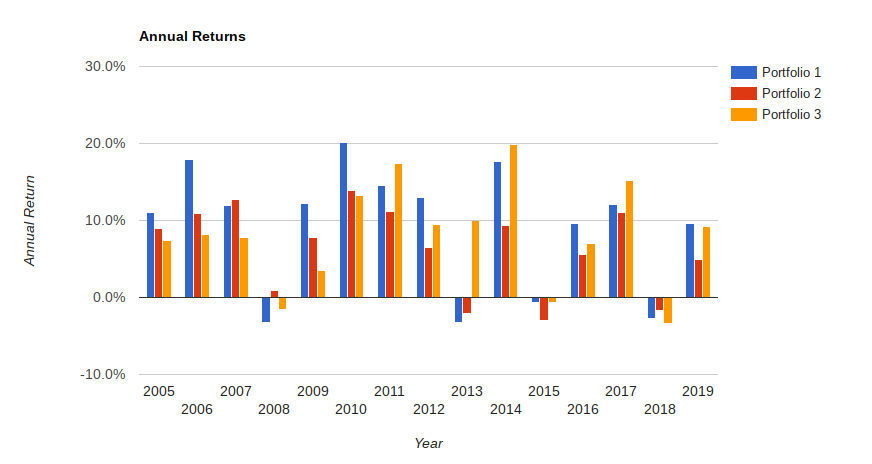 Annual Returns
30.0%
20.0%
10.0%
0.0%
-10.0%
Annual Return
Portfolio 1
Portfolio 2
Portfolio 3
2005 2007 2009 2011 2013 2015 2017 2019
2006 2008 2010 2012 2014 2016 2018
Year